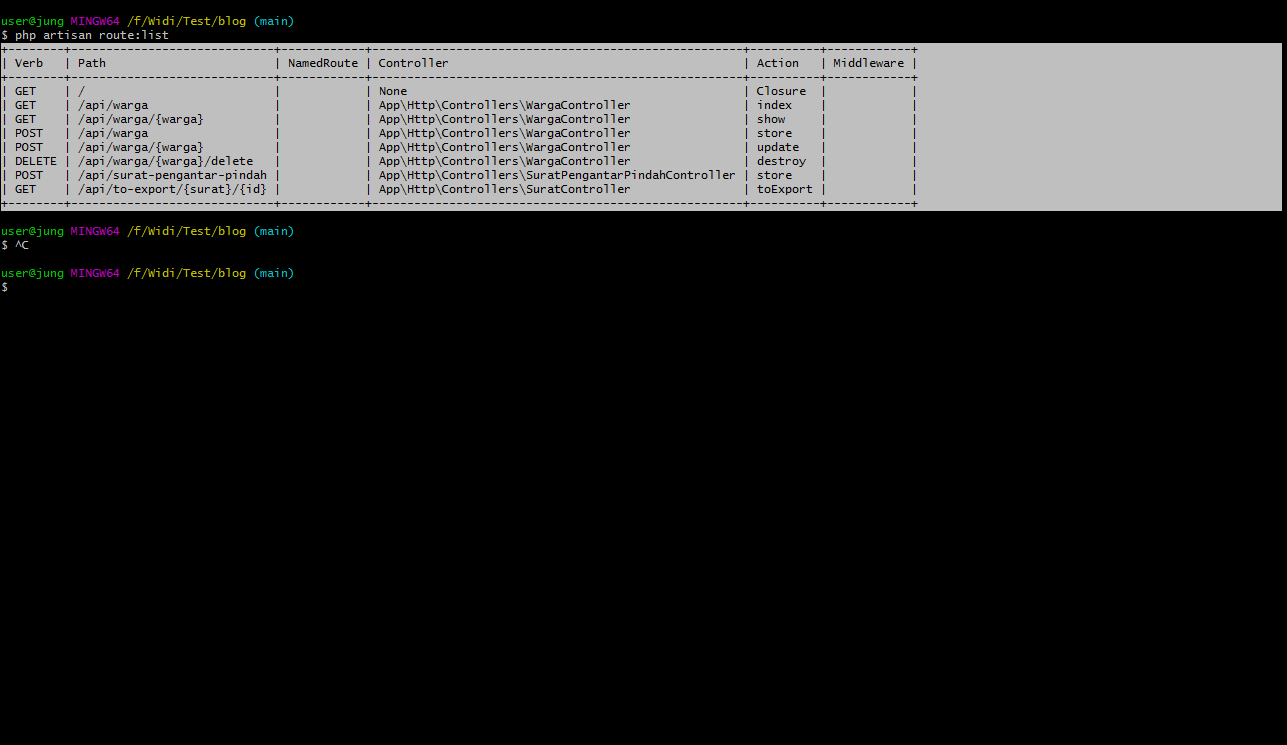 user@jung MINGW64 /f/Widi/Test/blog (main)
$ php artisan route:list
+--------+-----------------------------+------------+-----------------------------------------------------+----------+------------+
| Verb   | Path                        | NamedRoute | Controller                                          | Action   | Middleware |
+--------+-----------------------------+------------+-----------------------------------------------------+----------+------------+
| GET    | /                           |            | None                                                | Closure  |            |
| GET    | /api/warga                  |            | App\Http\Controllers\WargaController                | index    |            |
| GET    | /api/warga/{warga}          |            | App\Http\Controllers\WargaController                | show     |            |
| POST   | /api/warga                  |            | App\Http\Controllers\WargaController                | store    |            |
| POST   | /api/warga/{warga}          |            | App\Http\Controllers\WargaController                | update   |            |
| DELETE | /api/warga/{warga}/delete   |            | App\Http\Controllers\WargaController                | destroy  |            |
| POST   | /api/surat-pengantar-pindah |            | App\Http\Controllers\SuratPengantarPindahController | store    |            |
| GET    | /api/to-export/{surat}/{id} |            | App\Http\Controllers\SuratController                | toExport |            |
+--------+-----------------------------+------------+-----------------------------------------------------+----------+------------+
user@jung MINGW64 /f/Widi/Test/blog (main)
$ ^C
user@jung MINGW64 /f/Widi/Test/blog (main)
$